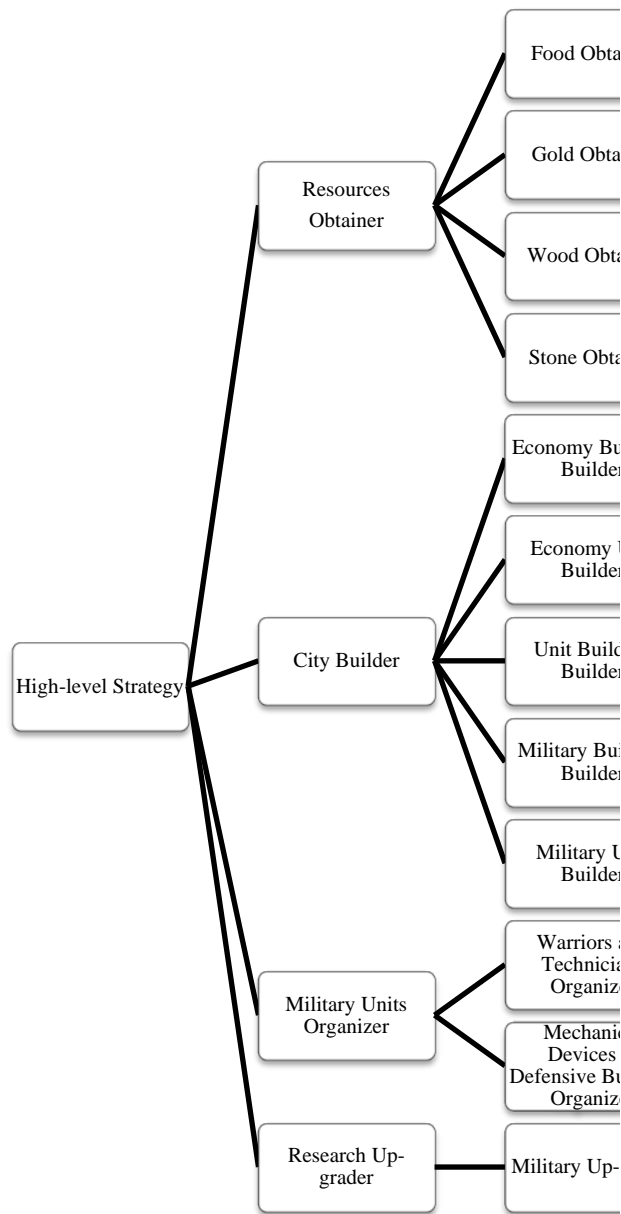 Food Obta
Gold Obta
Resources
Obtainer
Wood Obta
Stone Obta
Economy Bu
Builder
Economy U
Builder
High-level Strategy
City Builder
Unit Build
Builder
Military Bui
Builder
Military U
Builder
Military Units
Organizer
Warriors a
Technicia
Organize
Mechanic
Devices
Defensive Bu
Organize
Research Up-
grader
Military Up-